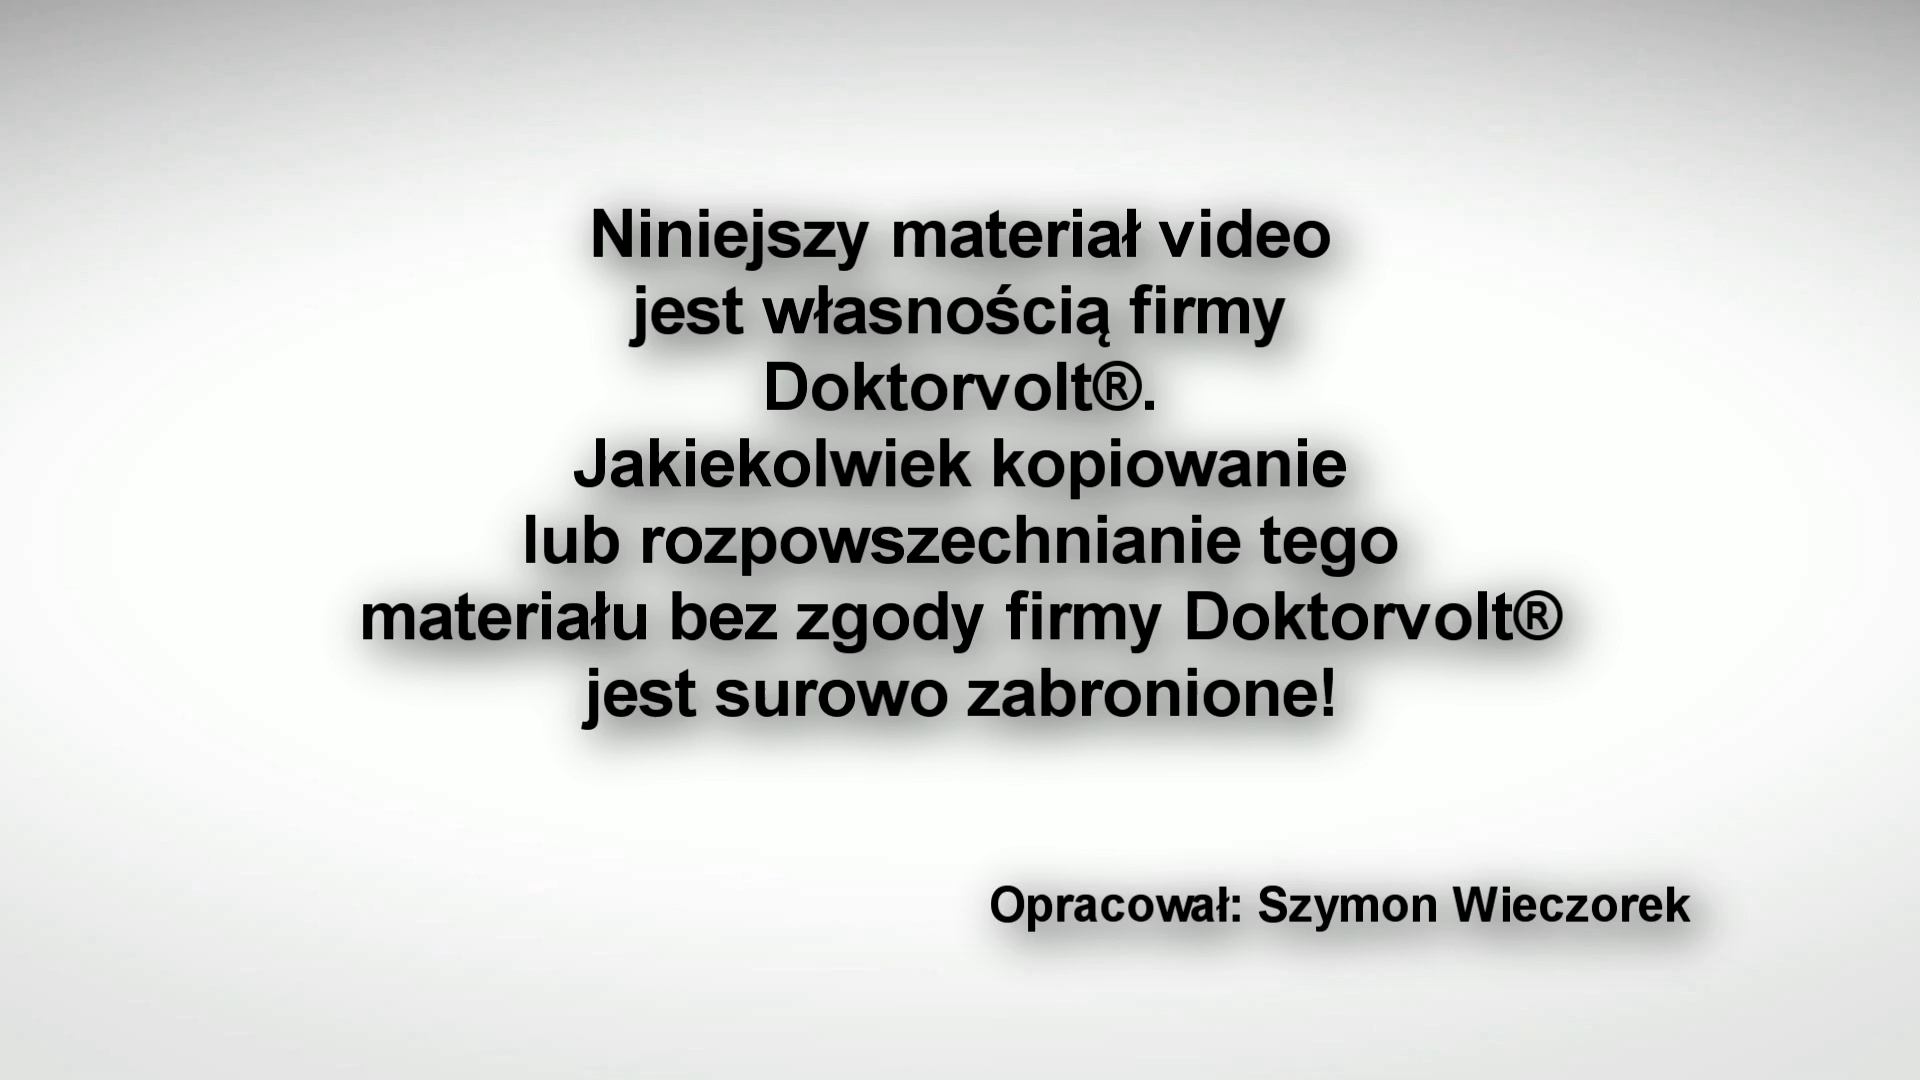 Niniejszy materiał video
jest własnością firmy
Doktorvolt®.
Jakiekolwiek kopiowanie
lub rozpowszechnianie tego
materiału bez zgody firmy Doktorvolt®
jest surowo zabronione!
Opracował: Szymon Wieczorek